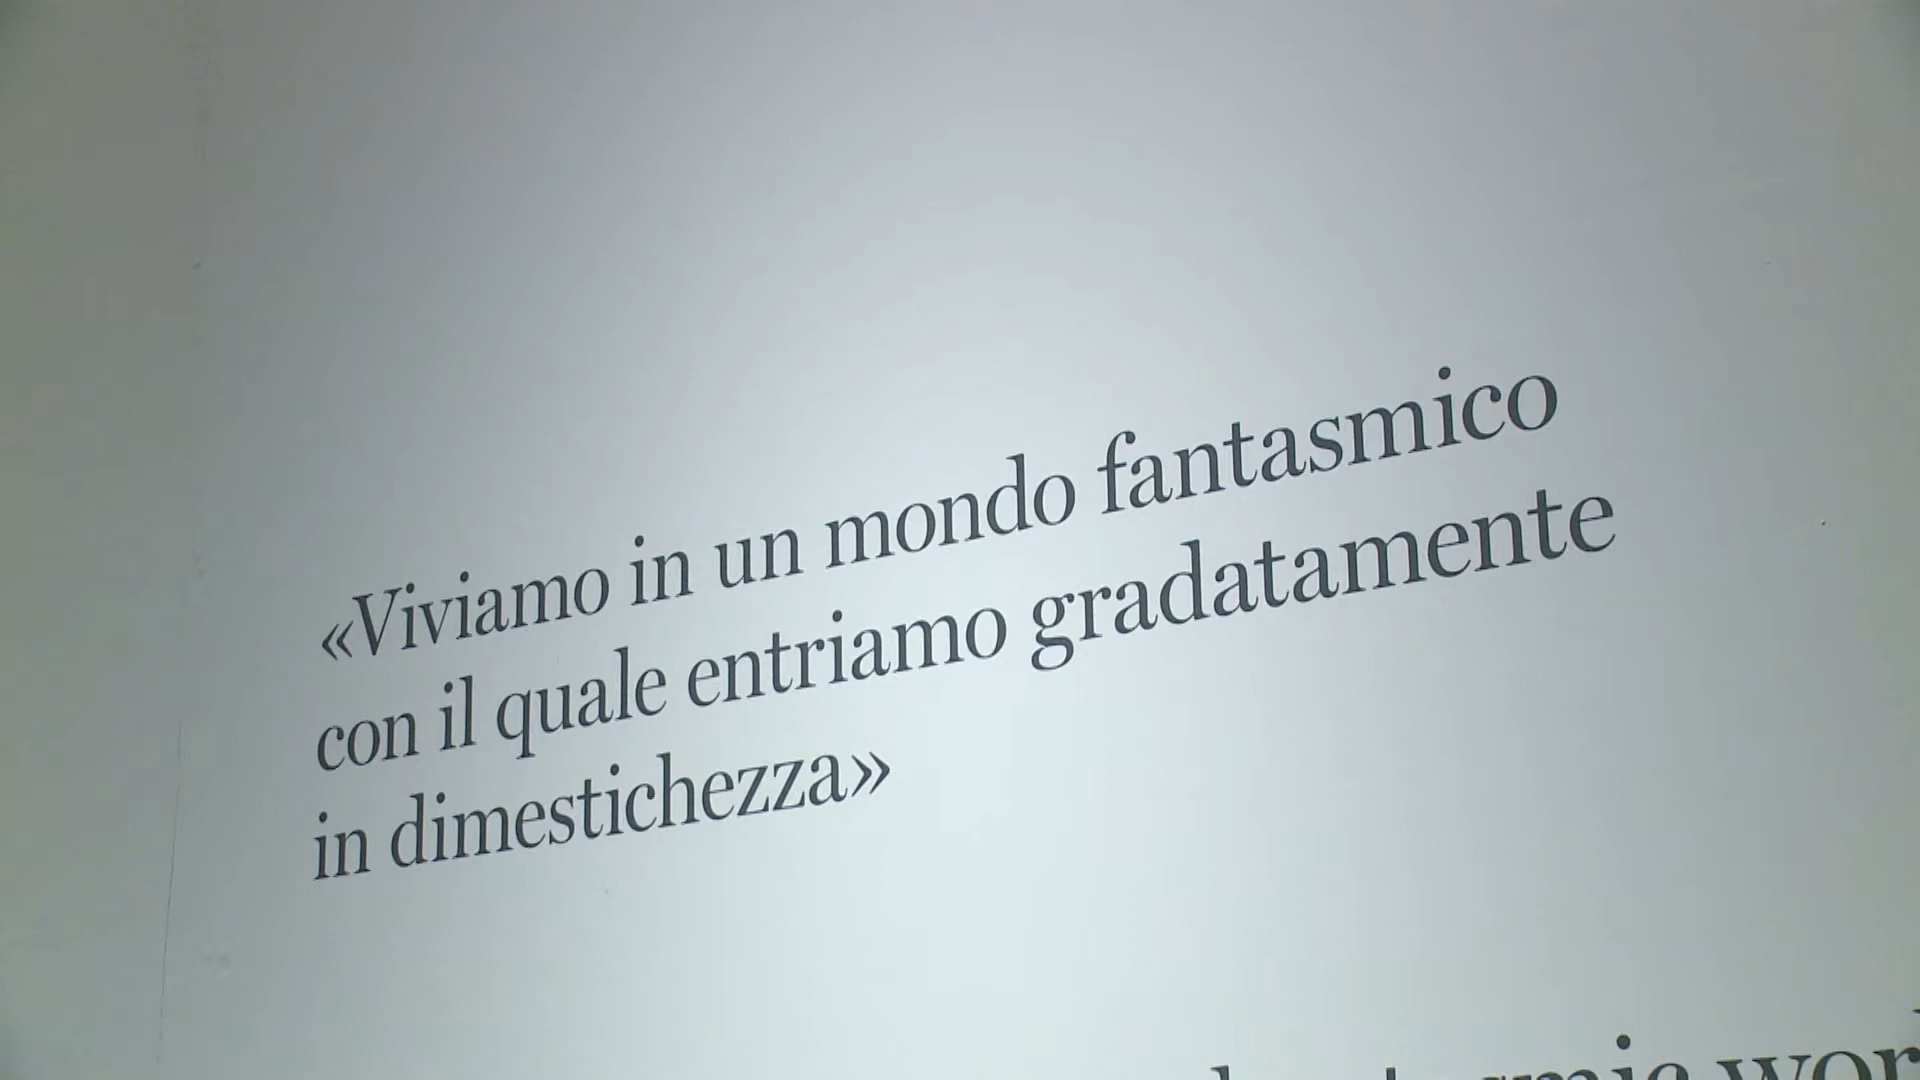 «Viviamo in un mondo fantasmico
con il quale entriamo gradatamente
in dimestichezza»